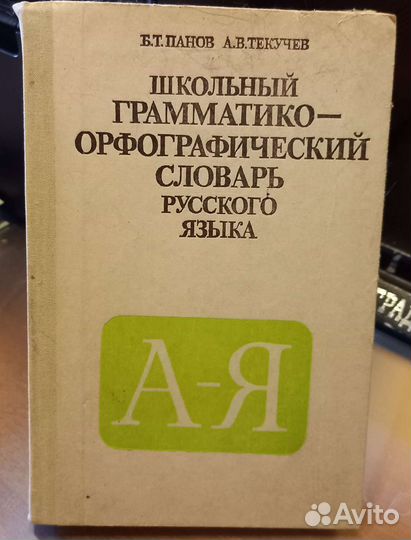 Б.Т.ПАНОВ А.В.ТЕКУЧЕВ
ШКОЛЬНЫЙ
ГРАММАТИКО—
ОРФОГРАФИЧЕСКИЙ
СЛОВАРЬ
РУССКОГО
ЯЗЫКА
А-Я
Avito